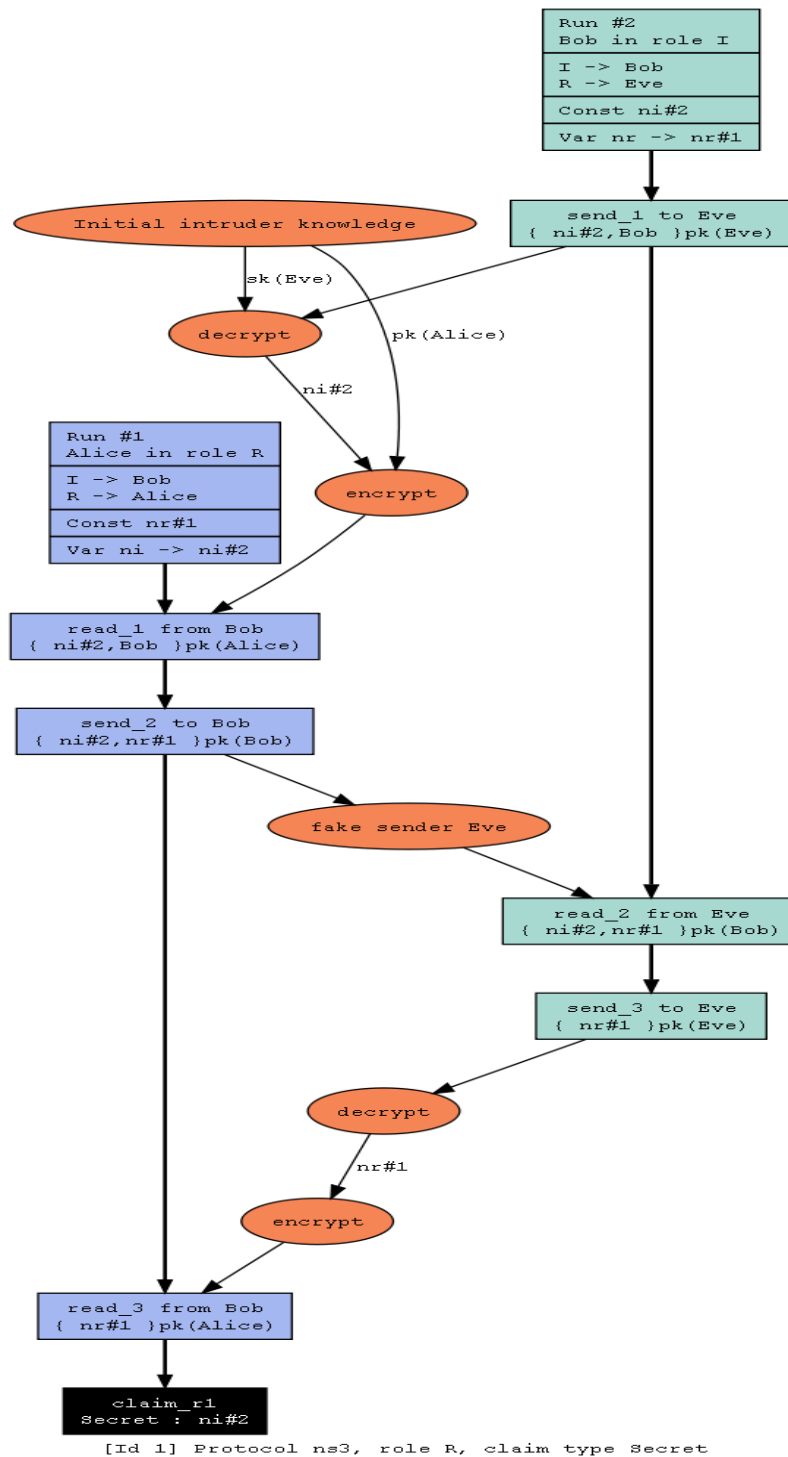 Run #2
Bob in role I
I -> Bob
R -> Eve
Const ni#2
Var nr -> nr#1
send_1 to Eve
{ ni#2,Bob }pk(Eve)
Initial intruder knowledge
sk(Eve)
decrypt
pk(Alice)
ni#2
Run #1
Alice in role R
I -> Bob
R -> Alice
Const nr#1
Var ni -> ni#2
encrypt
read_1 from Bob
{ ni#2,Bob }pk(Alice)
send_2 to Bob
{ ni#2,nr#1 }pk(Bob)
fake sender Eve
read_2 from Eve
{ ni#2,nr#1 }pk(Bob)
send_3 to Eve
{ nr#1 }pk(Eve)
decrypt
nr#1
encrypt
read_3 from Bob
{ nr#1 }pk(Alice)
claim_r1
Secret : ni#2
[Id 1] Protocol ns3, role R, claim type Secret